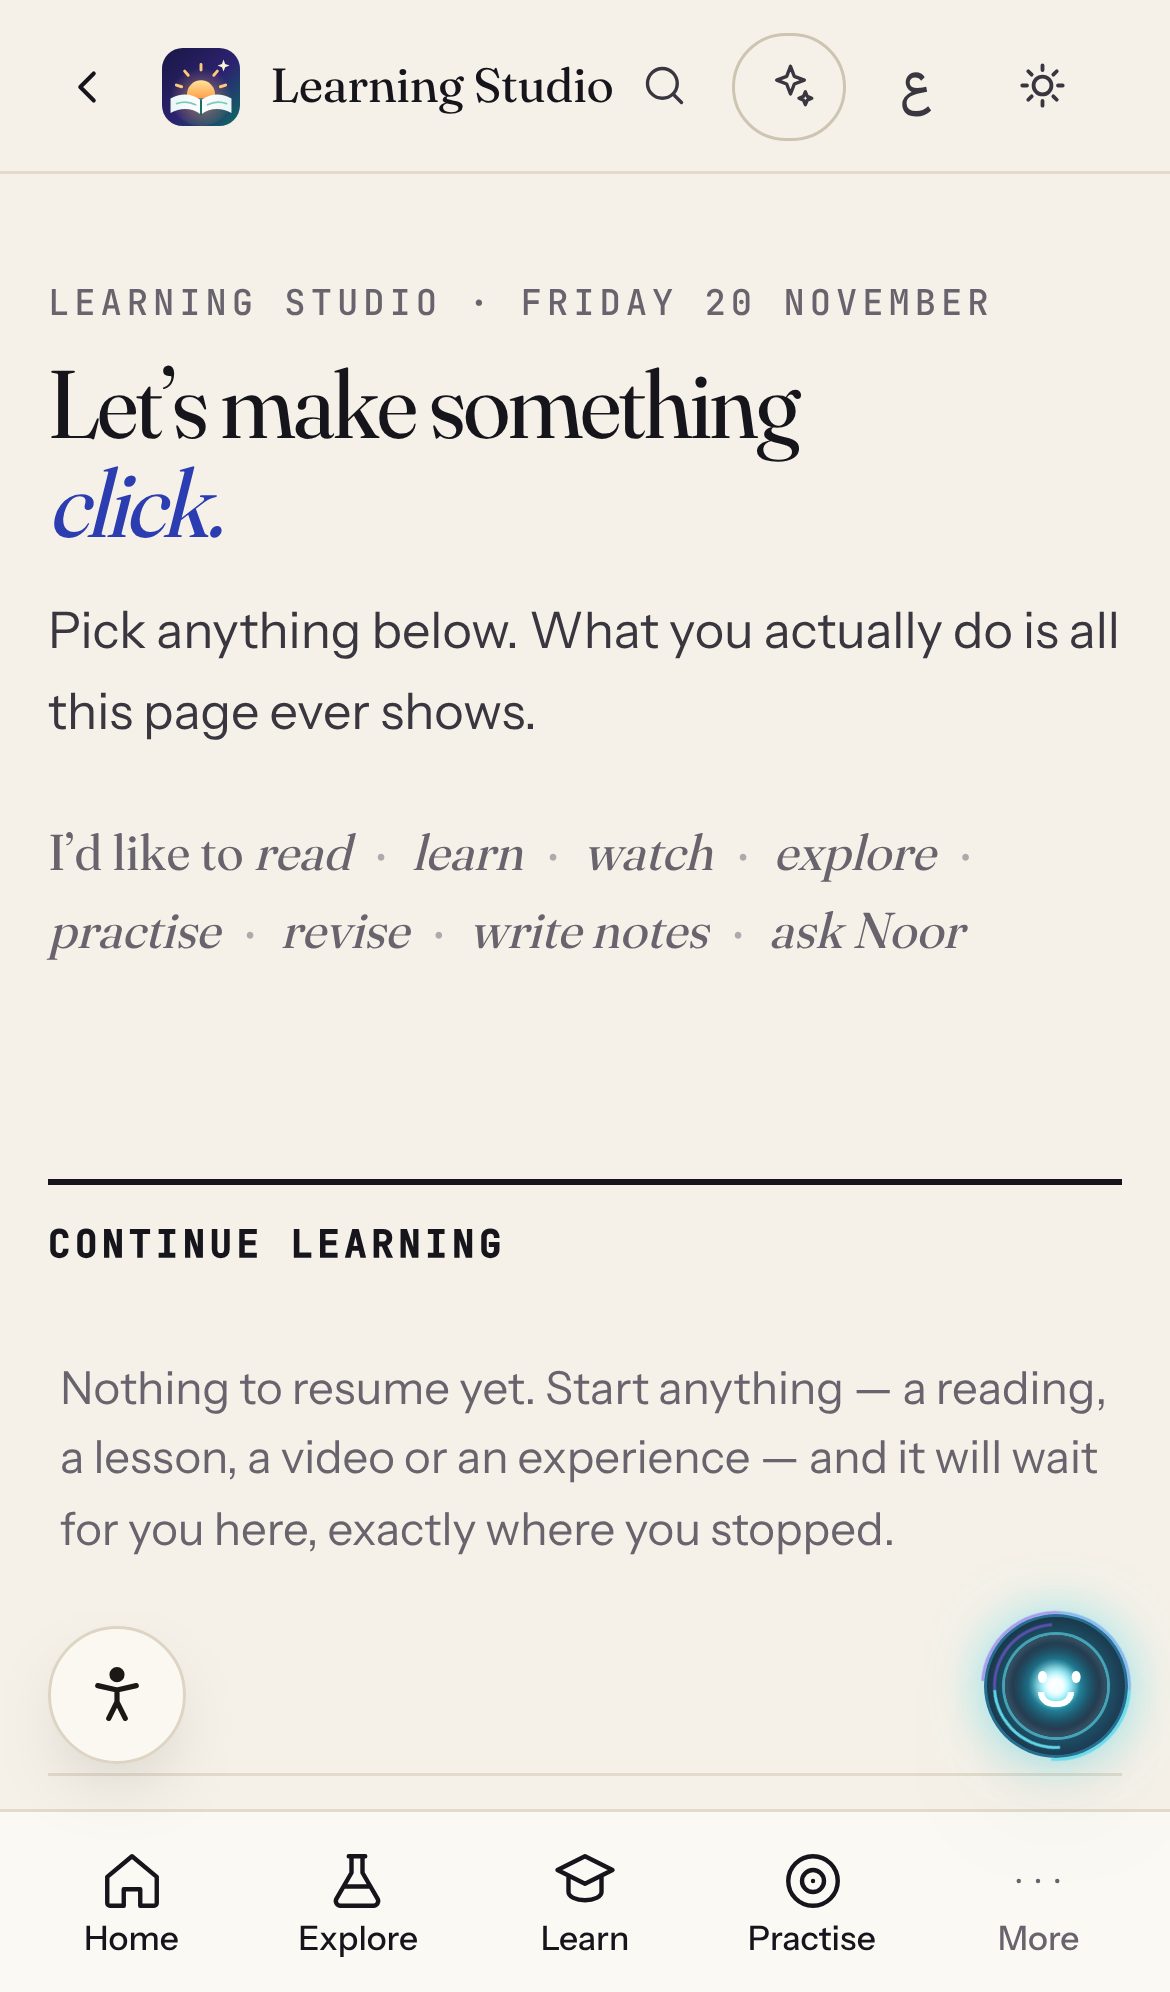 Learning Studio
ع
LEARNING STUDIO · FRIDAY 20 NOVEMBER
Let’s make something
click.
Pick anything below. What you actually do is all
this page ever shows.
I’d like to read · learn · watch · explore ·
practise · revise · write notes · ask Noor
CONTINUE LEARNING
Nothing to resume yet. Start anything — a reading,
a lesson, a video or an experience — and it will wait
for you here, exactly where you stopped.
Home Explore Learn Practise More